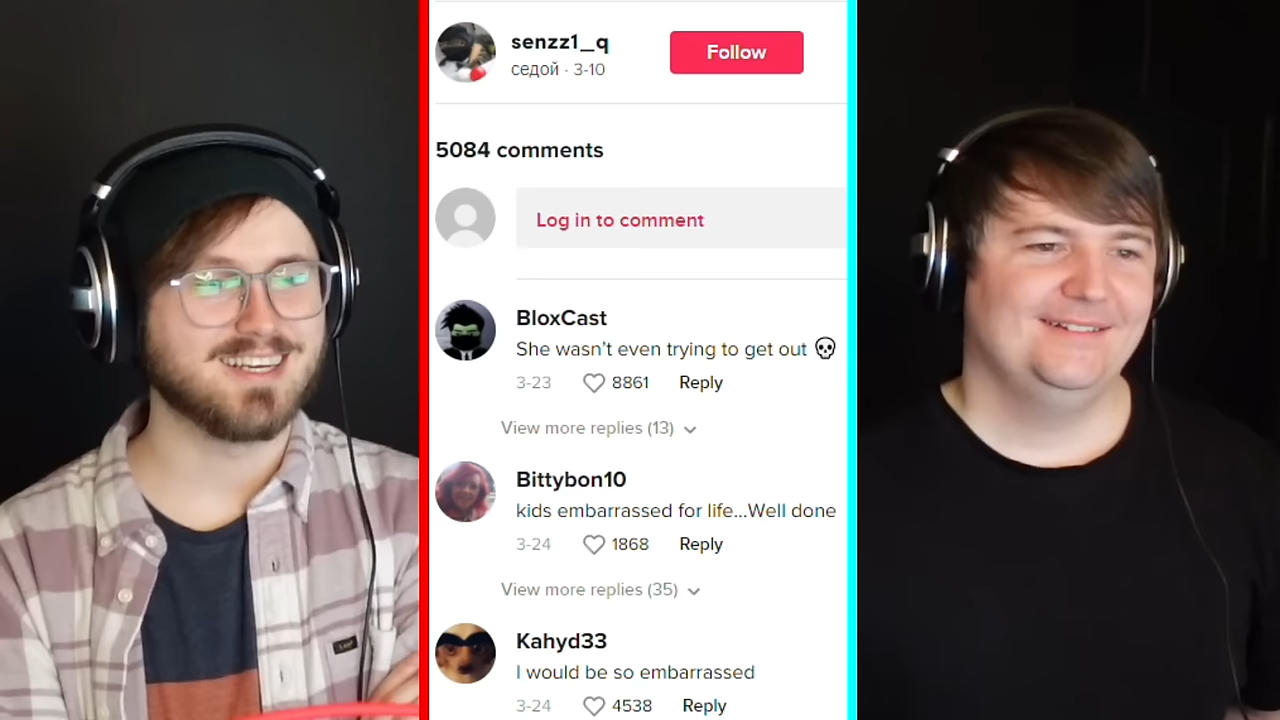 senzz1_q
седой · 3-10
Follow
5084 comments
Log in to comment
BloxCast
She wasn't even trying to get out 💀
3-23 8861 Reply
View more replies (13)
Bittybon10
kids embarrassed for life...Well done
3-24 1868 Reply
View more replies (35)
Kahyd33
I would be so embarrassed
3-24 4538 Reply